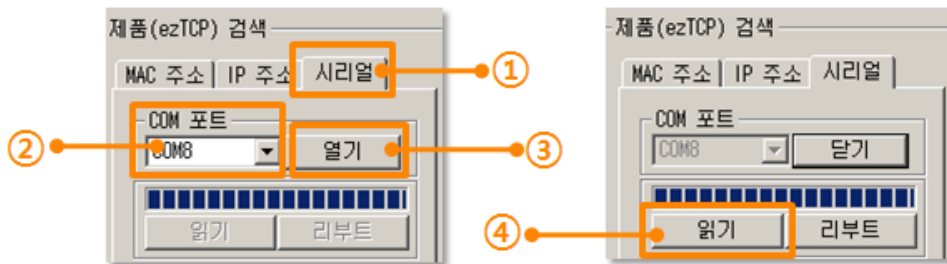 제품(ezTCP) 검색
MAC 주소 IP 주소 시리얼
①
COM 포트
② COM8 열기 ③
읽기 리부트
제품(ezTCP) 검색
MAC 주소 IP 주소 시리얼
COM 포트
COM8 닫기
④ 읽기 리부트